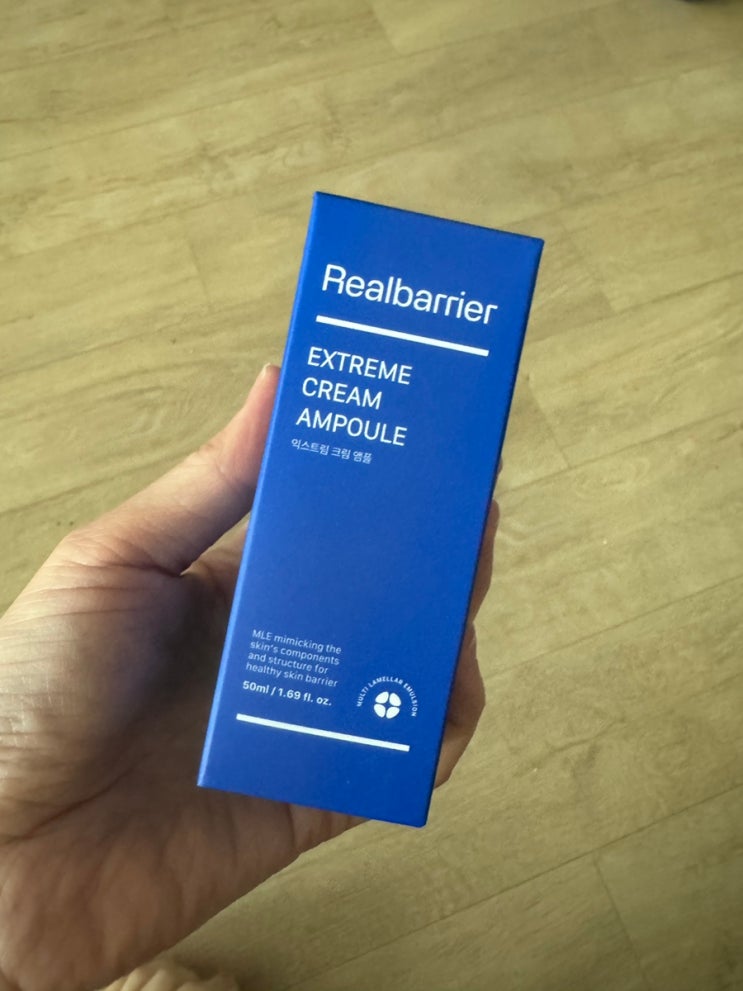 Realbarrier
EXTREME
CREAM
AMPOULE
익스트림 크림 앰플
MLE mimicking the
skin's components
and structure for
healthy skin barrier
50ml / 1.69 fl. oz.
MULTI LAMELLAR EMULSION